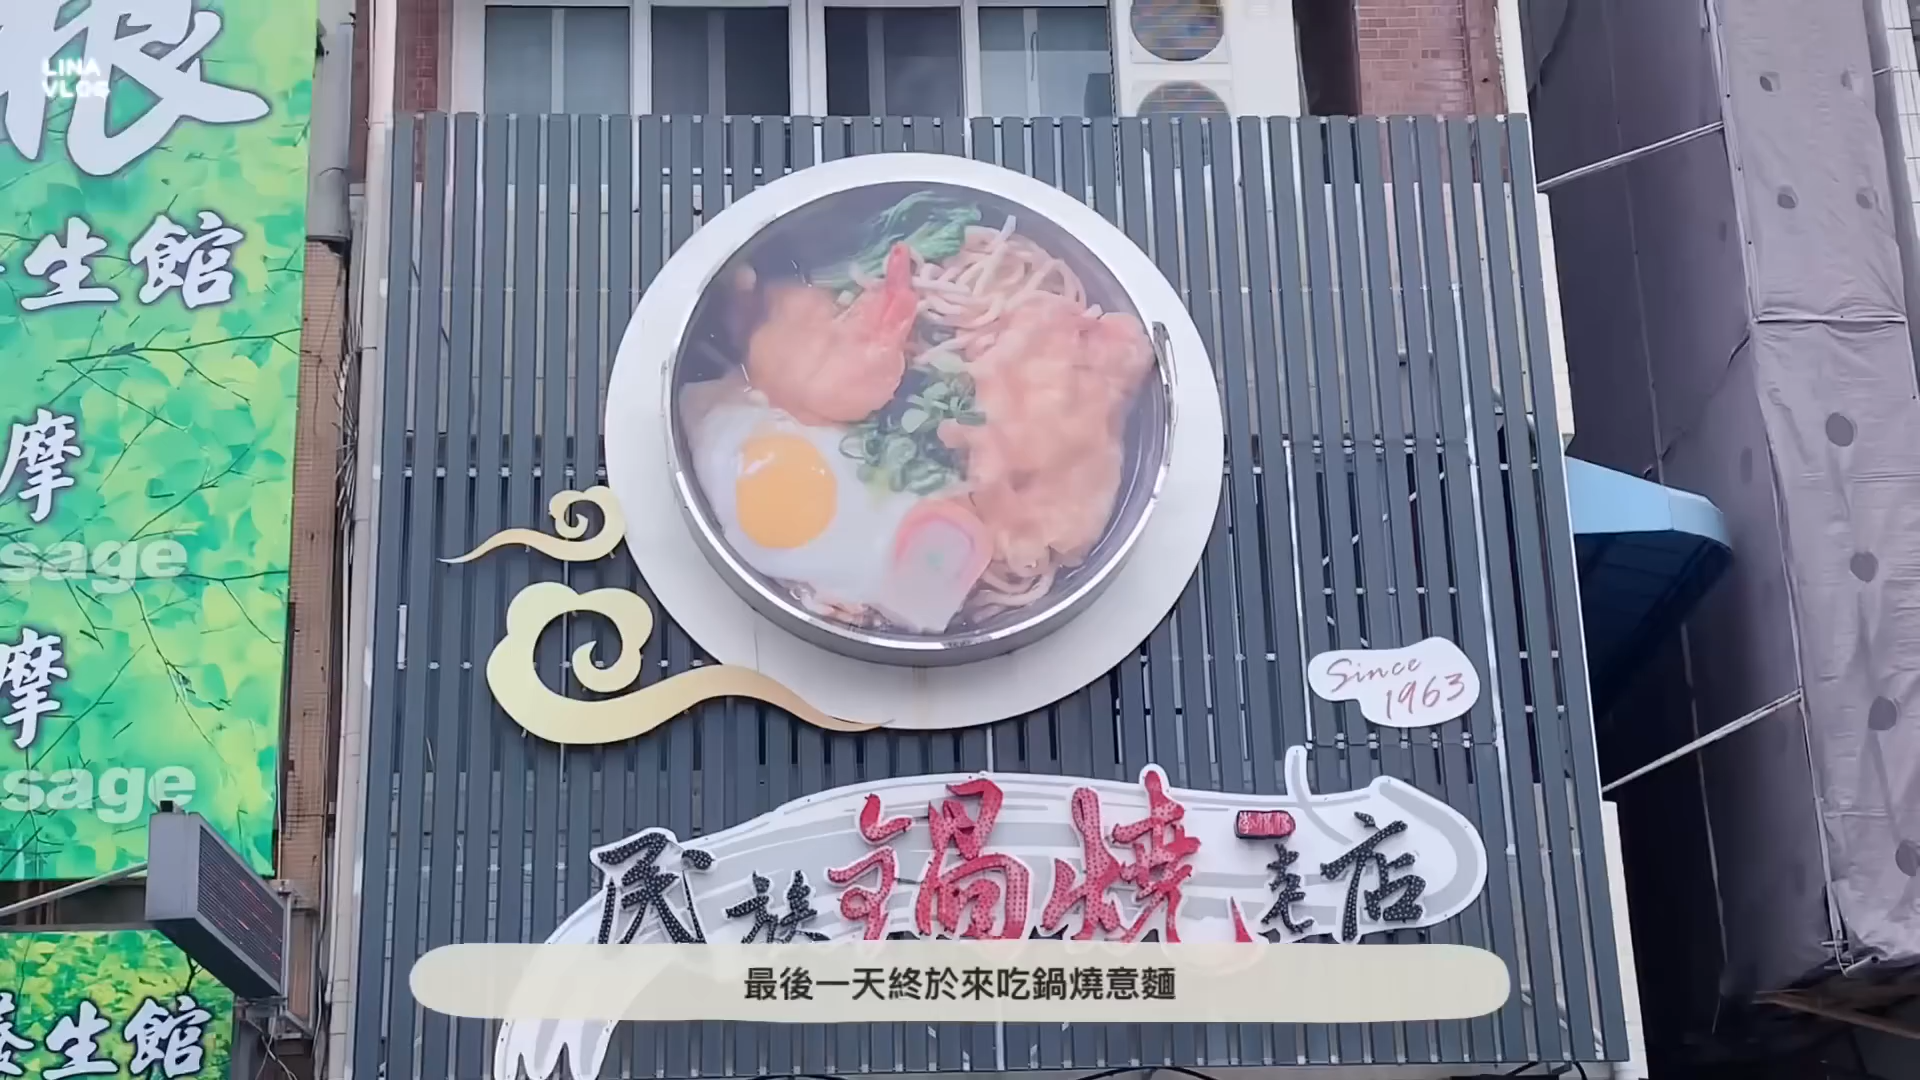 LINA
VLOG
根
生館
摩
sage
摩
sage
養生館
Since
1963
民族鍋燒老店
最後一天終於來吃鍋燒意麵